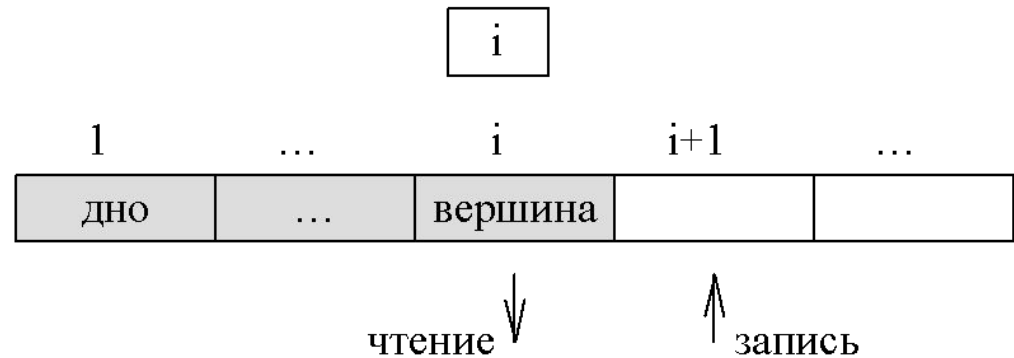 i
1 ... i i+1 ...
дно ... вершина
чтение запись